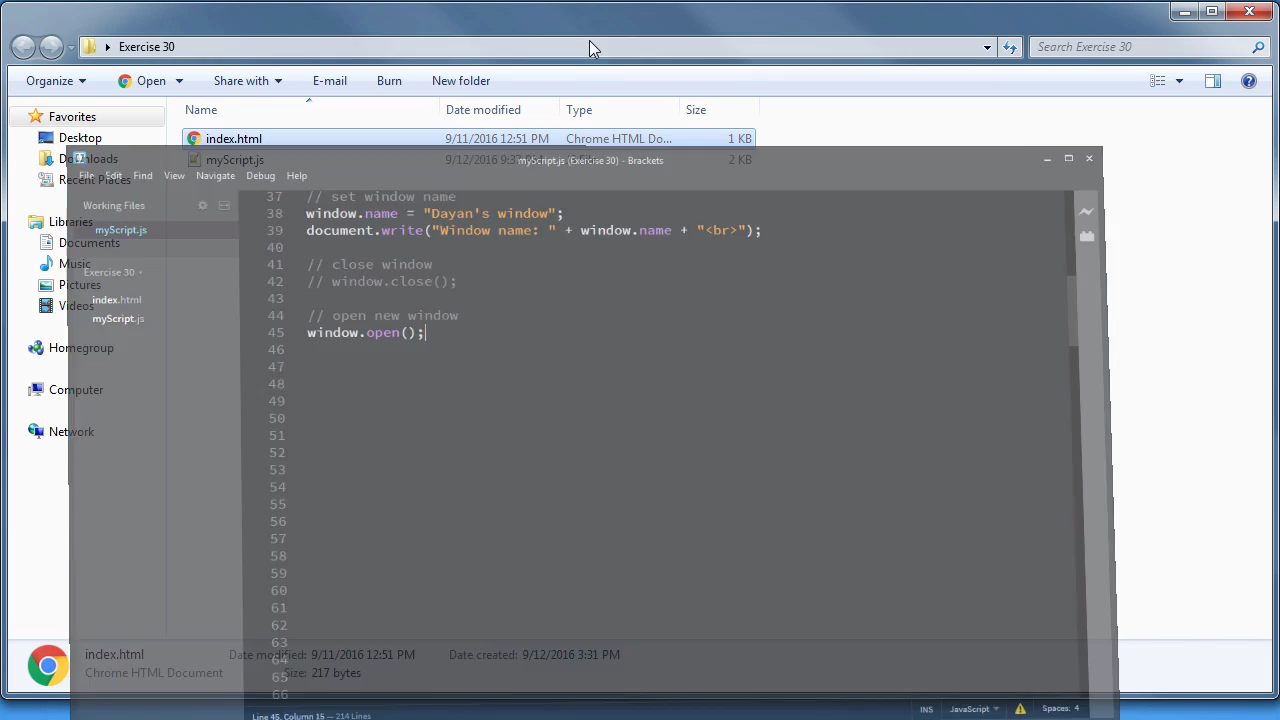 Exercise 30
Search Exercise 30
Organize Open Share with E-mail Burn New folder
Favorites
Desktop
Downloads
Recent Places
Libraries
Documents
Music
Pictures
Videos
Homegroup
Computer
Network
Name Date modified Type Size
index.html 9/11/2016 12:51 PM Chrome HTML Do... 1 KB
myScript.js 2 KB
myScript.js (Exercise 30) - Brackets
File Edit Find View Navigate Debug Help
Working Files
myScript.js
Exercise 30
index.html
myScript.js
37 // set window name
38 window.name = "Dayan's window";
39 document.write("Window name: " + window.name + "<br>");
40
41 // close window
42 // window.close();
43
44 // open new window
45 window.open();
46
47
48
49
50
51
52
53
54
55
56
57
58
59
60
61
62
63
64
65
66
index.html Date modified: 9/11/2016 12:51 PM Date created: 9/12/2016 3:31 PM
Chrome HTML Document Size: 217 bytes
Line 45, Column 15 — 214 Lines
INS JavaScript Spaces: 4